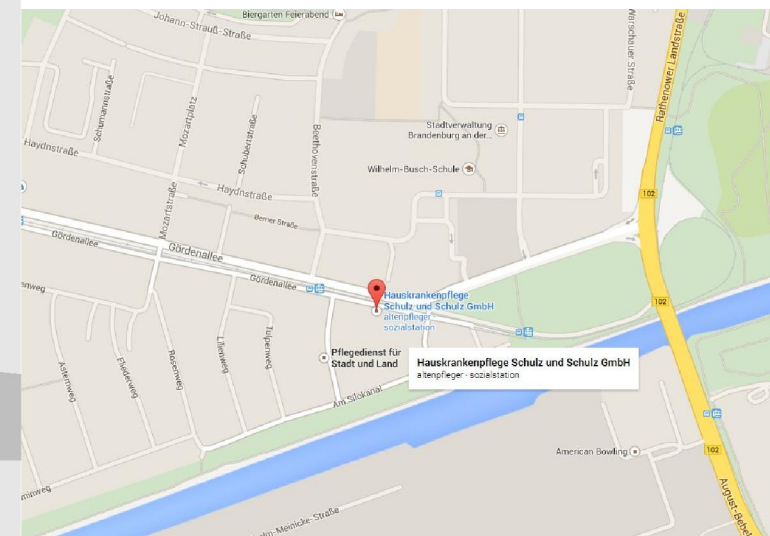 Biergarten Feierabend
Johann-Strauß-Straße
Warschauer Straße
Rathenower Landstraße
Schumannstraße
Mozartplatz
Schubertstraße
Beethovenstraße
Stadtverwaltung
Brandenburg an der...
Haydnstraße
Wilhelm-Busch-Schule
Haydnstraße
102
Mozartstraße
Berner Straße
Gördenallee
Gördenallee
Gördenallee
Hauskrankenpflege
Schulz und Schulz GmbH
altenpfleger -
sozialstation
102
Asternweg
Fliederweg
Rosenweg
Lilienweg
Tulpenweg
Pflegedienst für
Stadt und Land
Hauskrankenpflege Schulz und Schulz GmbH
altenpfleger - sozialstation
Am Silokanal
American Bowling
102
August-Bebel